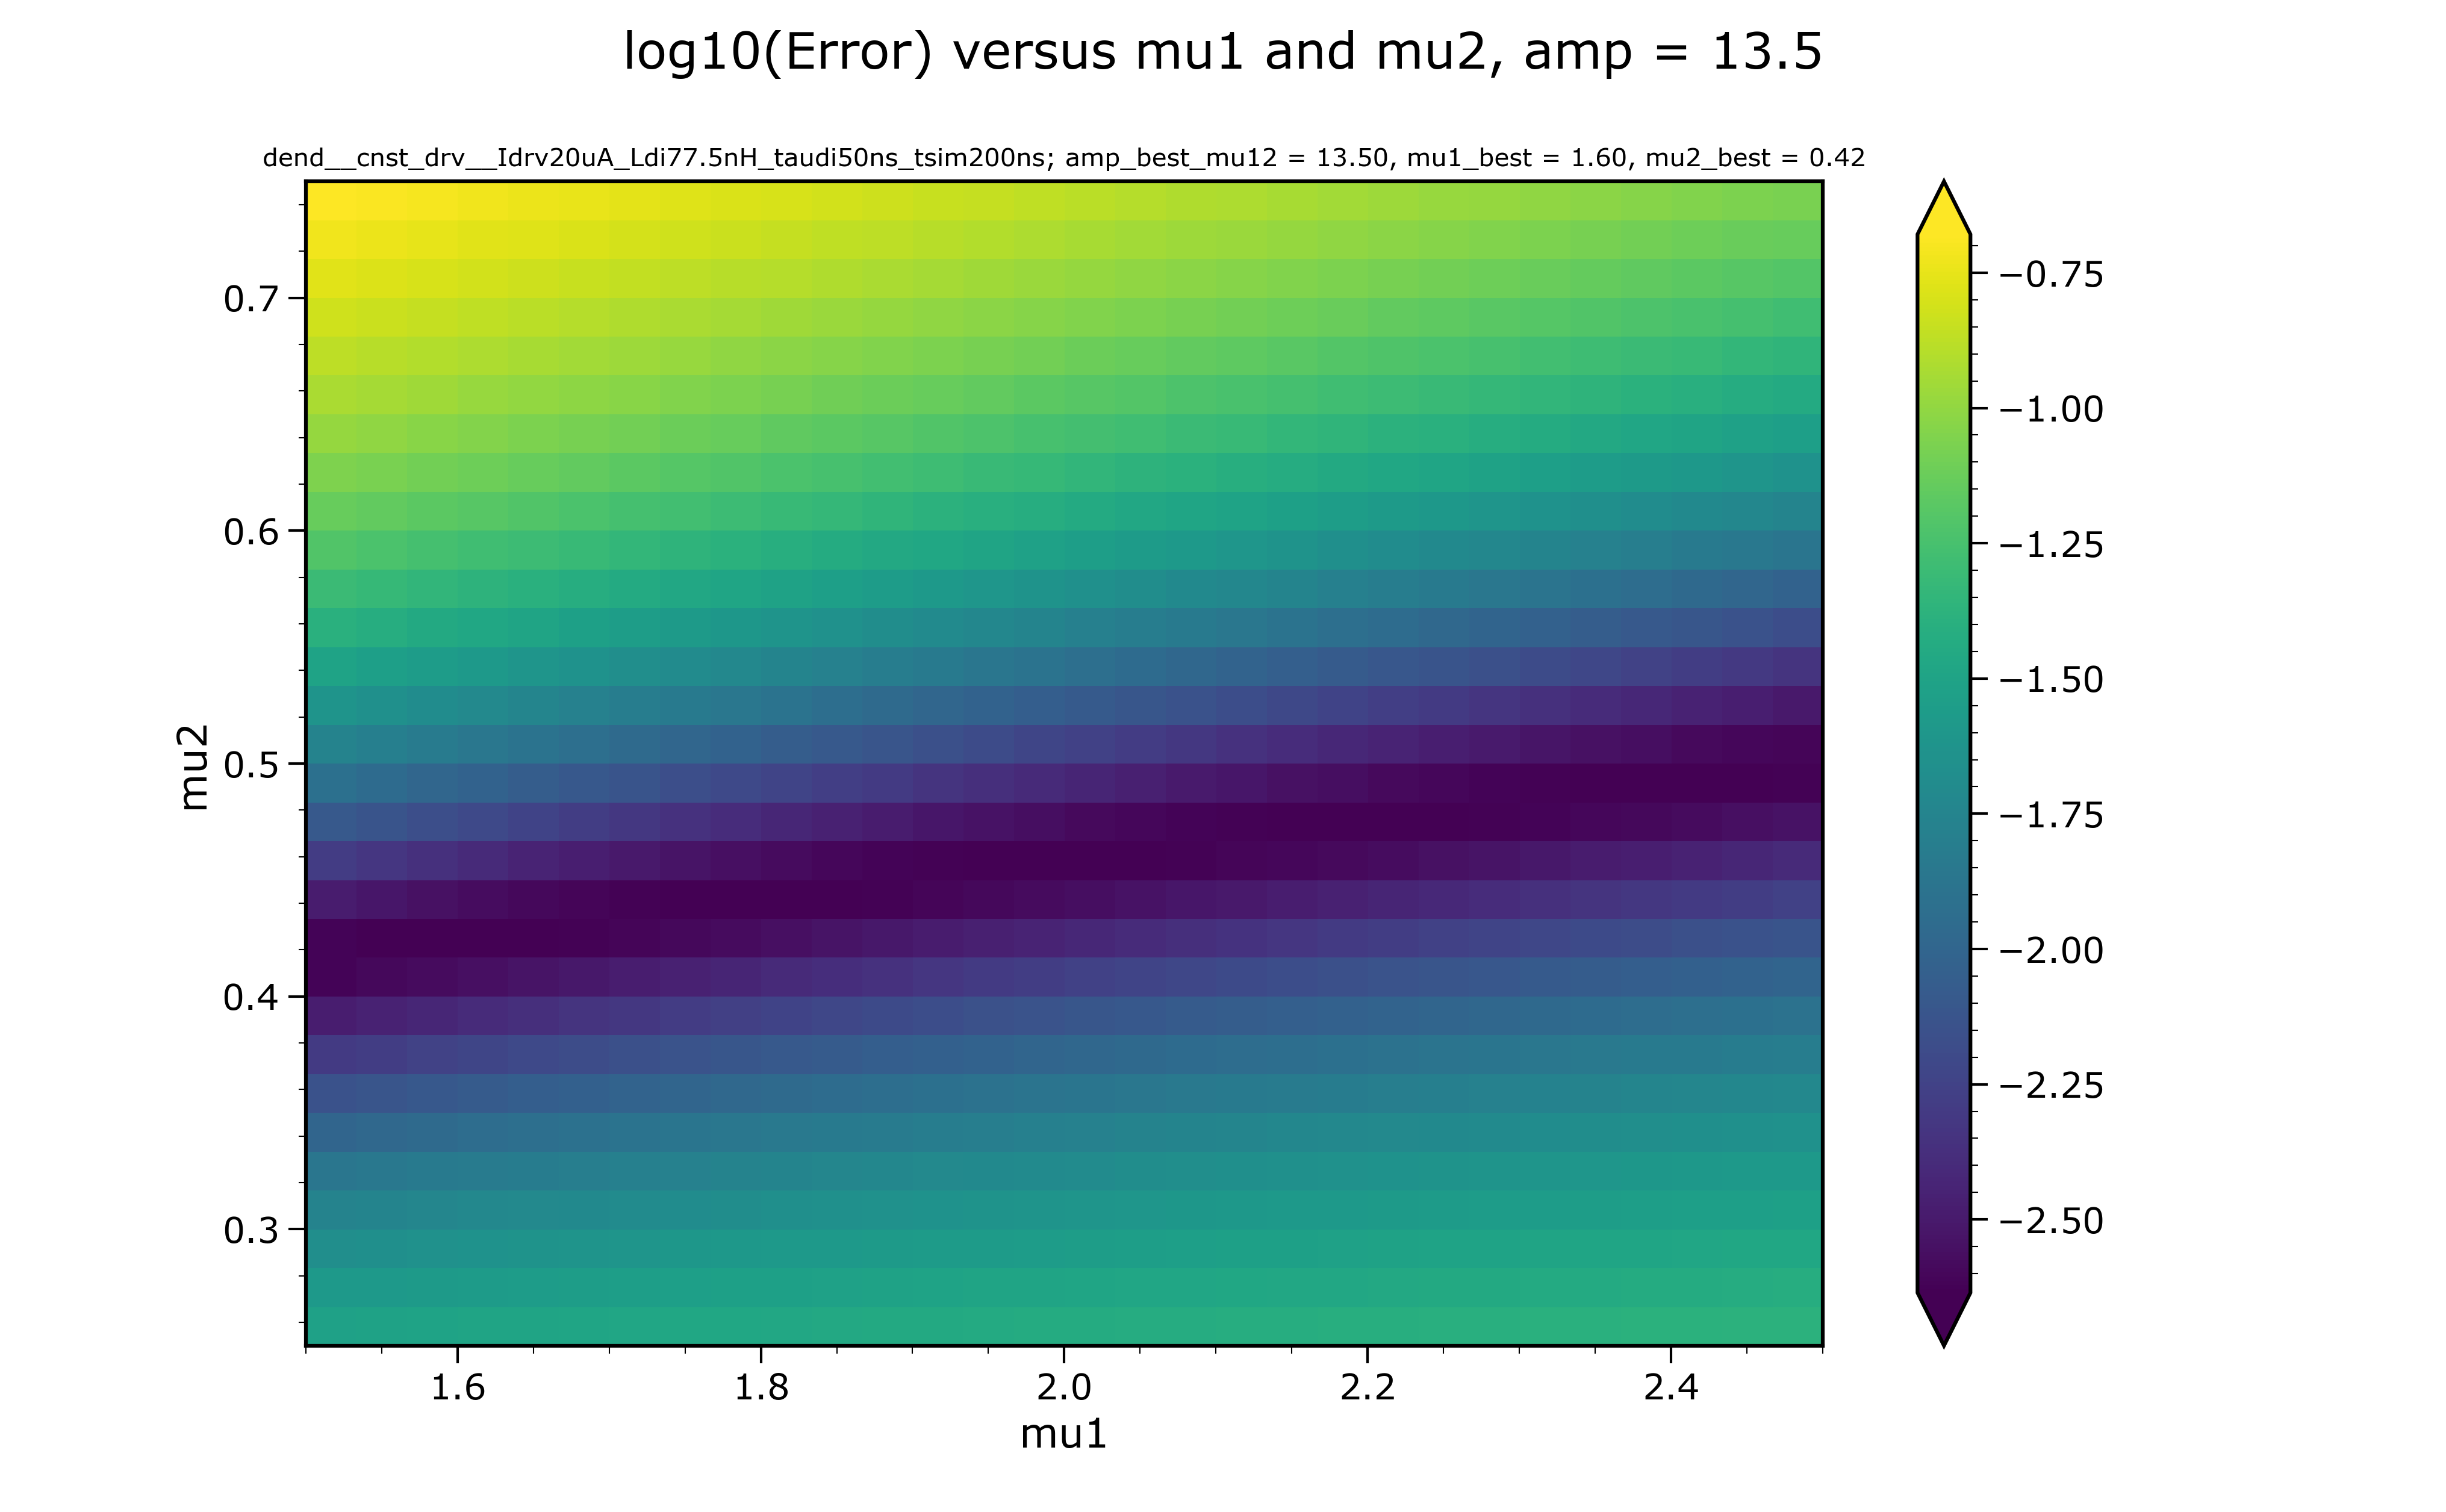 log10(Error) versus mu1 and mu2, amp = 13.5
dend__cnst_drv__Idrv20uA_Ldi77.5nH_taudi50ns_tsim200ns; amp_best_mu12 = 13.50, mu1_best = 1.60, mu2_best = 0.42
mu2
0.7
0.6
0.5
0.4
0.3
1.6 1.8 2.0 2.2 2.4
mu1
−0.75
−1.00
−1.25
−1.50
−1.75
−2.00
−2.25
−2.50